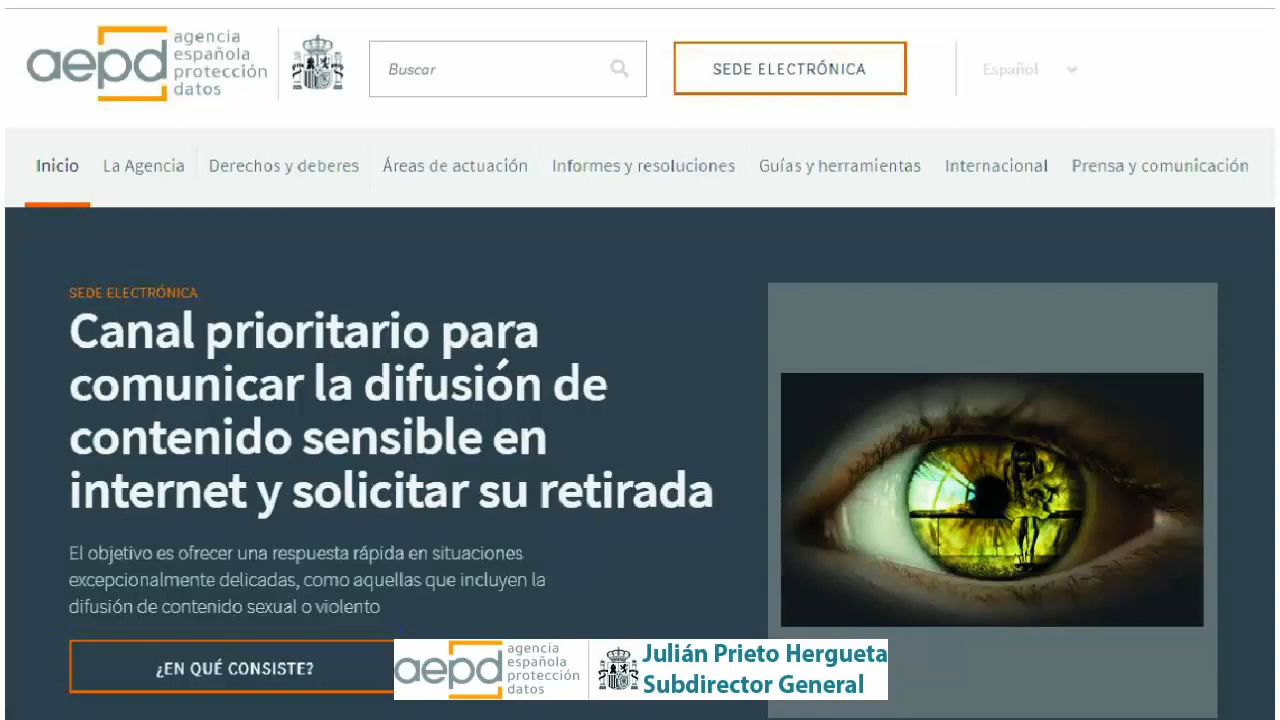 aepd
agencia
española
protección
datos
Buscar
SEDE ELECTRÓNICA
Español
Inicio
La Agencia
Derechos y deberes
Áreas de actuación
Informes y resoluciones
Guías y herramientas
Internacional
Prensa y comunicación
SEDE ELECTRÓNICA
Canal prioritario para
comunicar la difusión de
contenido sensible en
internet y solicitar su retirada
El objetivo es ofrecer una respuesta rápida en situaciones
excepcionalmente delicadas, como aquellas que incluyen la
difusión de contenido sexual o violento
¿EN QUÉ CONSISTE?
aepd
agencia
española
protección
datos
Julián Prieto Hergueta
Subdirector General